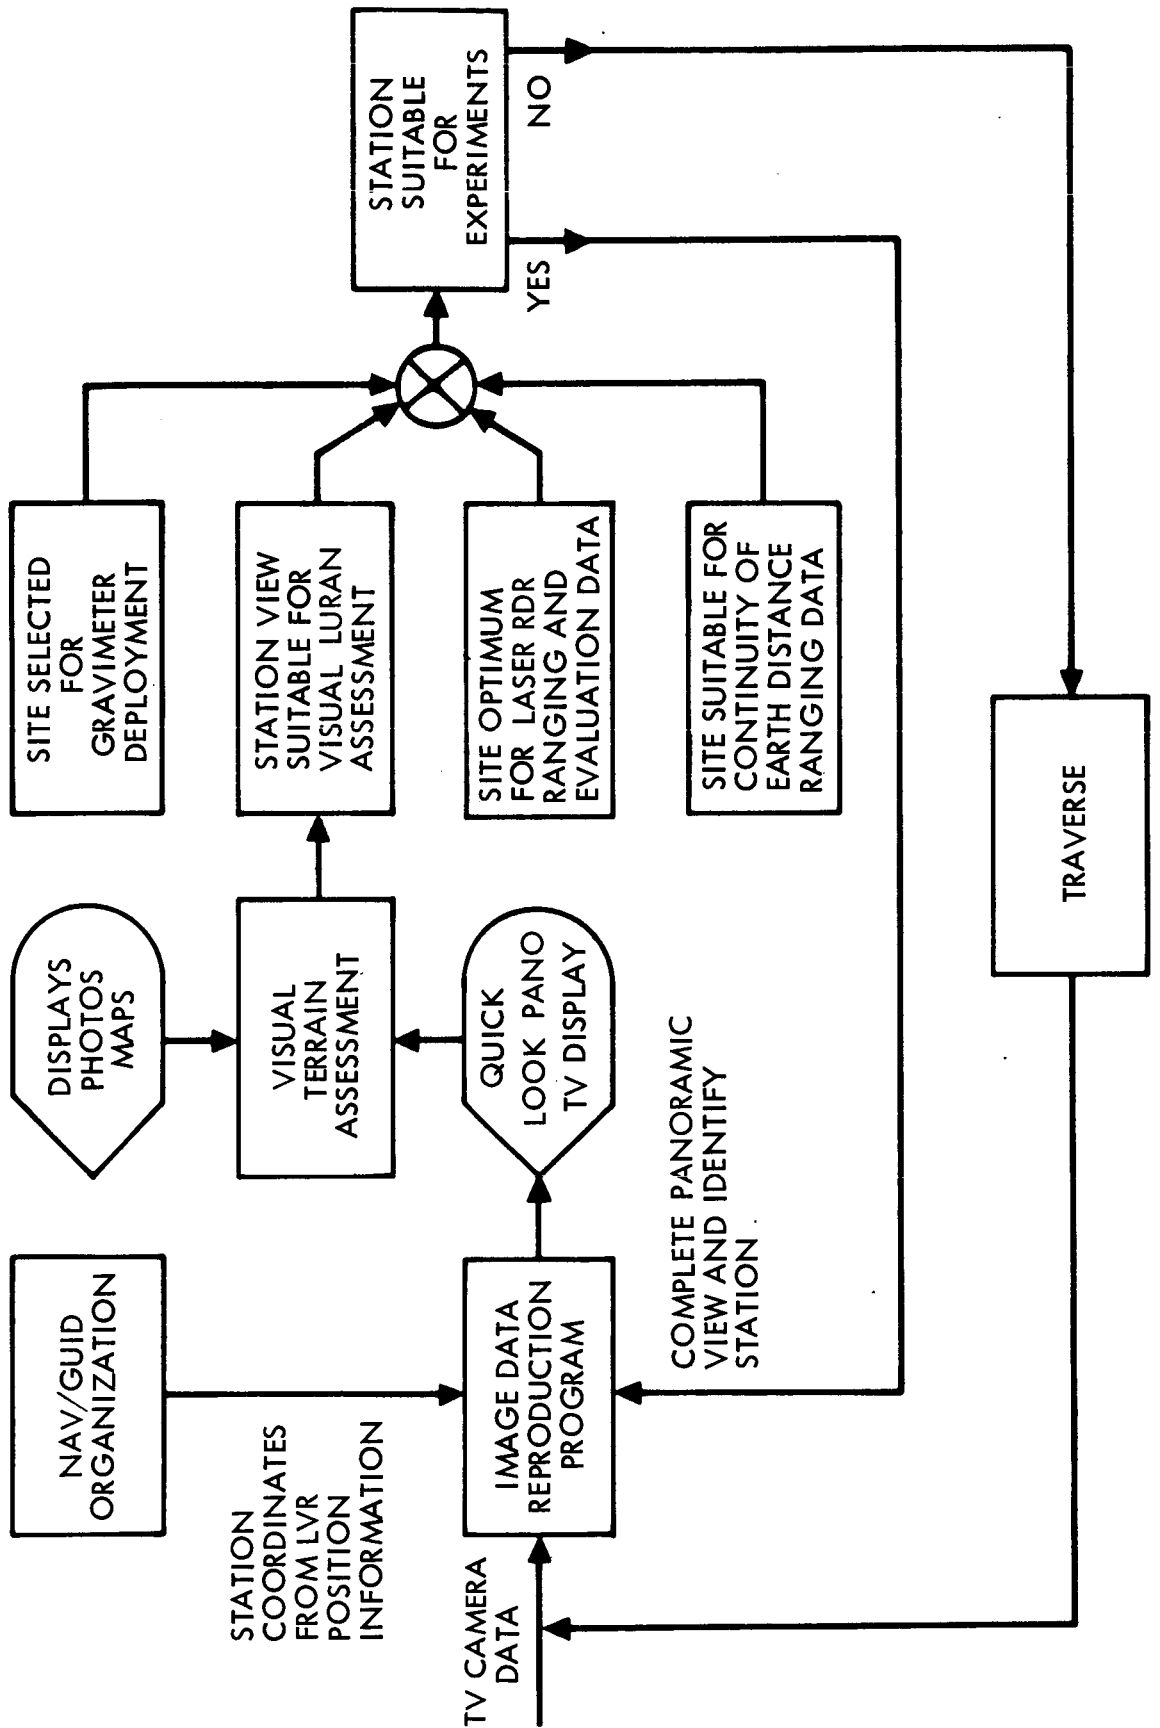 NAV/GUID
ORGANIZATION
STATION
COORDINATES
FROM LVR
POSITION
INFORMATION
TV CAMERA
DATA
IMAGE DATA
REPRODUCTION
PROGRAM
DISPLAYS
PHOTOS
MAPS
VISUAL
TERRAIN
ASSESSMENT
QUICK
LOOK PANO
TV DISPLAY
COMPLETE PANORAMIC
VIEW AND IDENTIFY
STATION
SITE SELECTED
FOR
GRAVIMETER
DEPLOYMENT
STATION VIEW
SUITABLE FOR
VISUAL LURAN
ASSESSMENT
SITE OPTIMUM
FOR LASER RDR
RANGING AND
EVALUATION DATA
SITE SUITABLE FOR
CONTINUITY OF
EARTH DISTANCE
RANGING DATA
STATION
SUITABLE
FOR
EXPERIMENTS
YES
NO
TRAVERSE